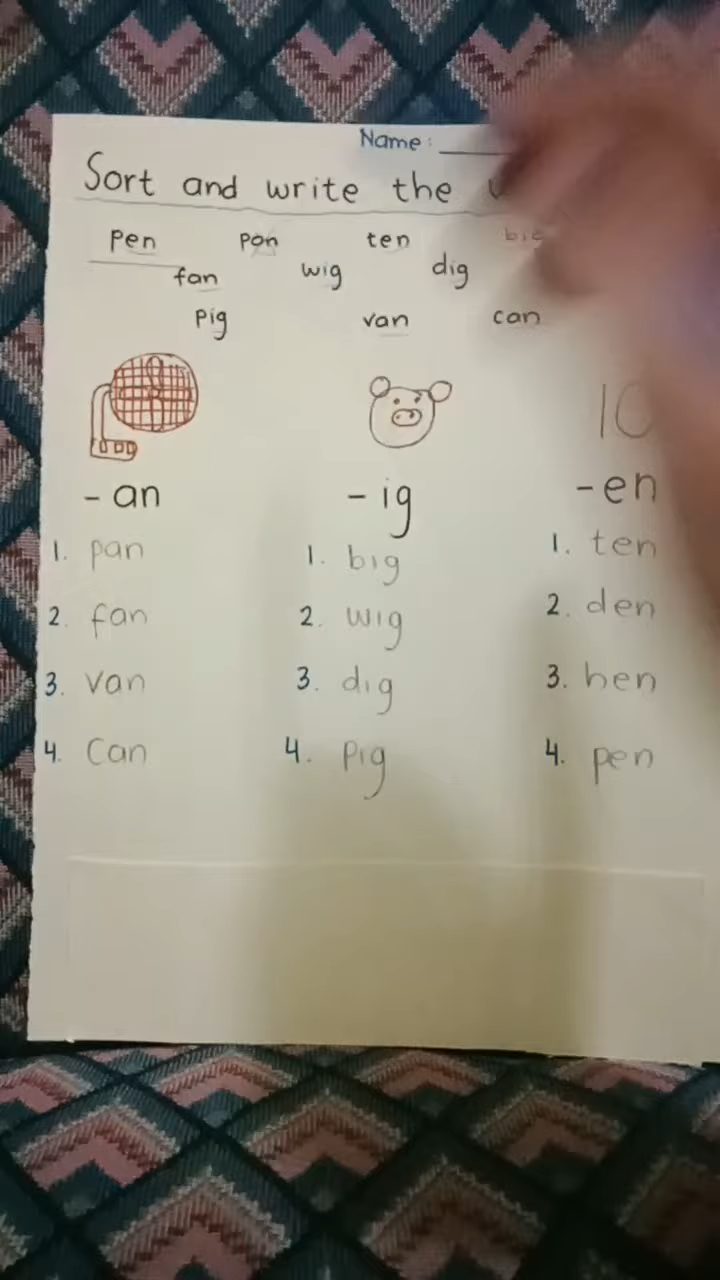 Name:
Sort and write the
pen pan ten
fan wig dig
pig van can
10
-an -ig -en
1. pan 1. big 1. ten
2. fan 2. wig 2. den
3. van 3. dig 3. hen
4. can 4. pig 4. pen